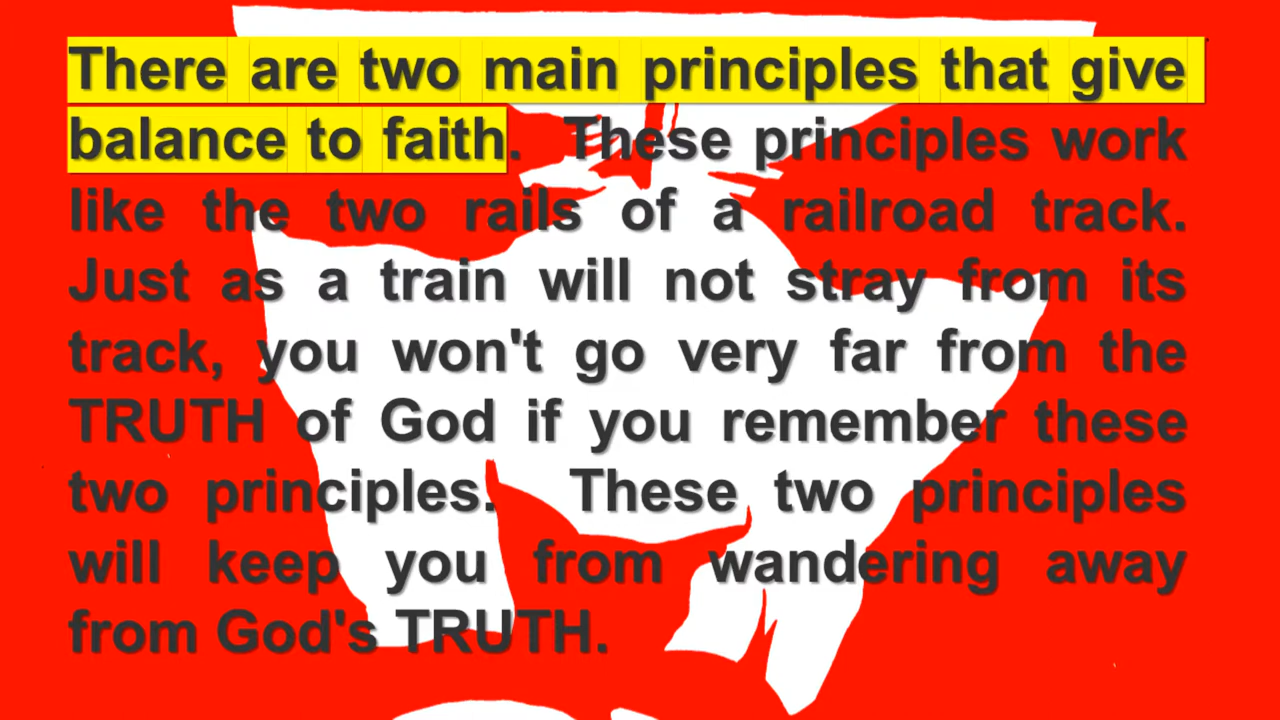 There are two main principles that give
balance to faith. These principles work
like the two rails of a railroad track.
Just as a train will not stray from its
track, you won't go very far from the
TRUTH of God if you remember these
two principles. These two principles
will keep you from wandering away
from God's TRUTH.